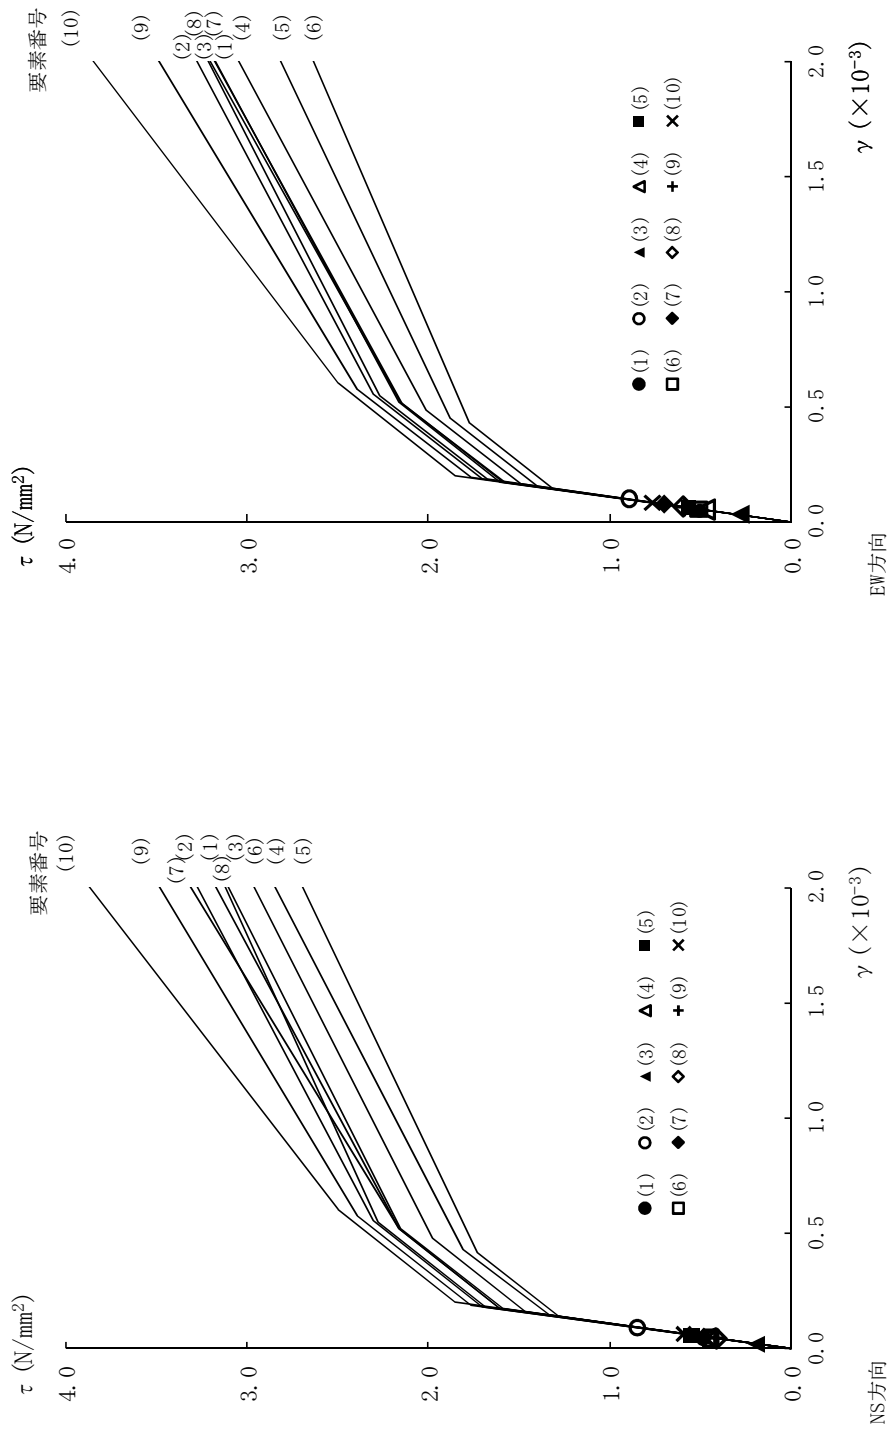 τ (N/mm²)
要素番号
4.0
3.0
2.0
1.0
0.0
(10)
(9)
(7)
(2)
(1)
(8)
(3)
(6)
(4)
(5)
(1) (2) (3) (4) (5)
(6) (7) (8) (9) (10)
0.0 0.5 1.0 1.5 2.0
γ (×10⁻³)
NS方向
τ (N/mm²)
要素番号
4.0
3.0
2.0
1.0
0.0
(10)
(9)
(2)
(8)
(3)
(7)
(1)
(4)
(5)
(6)
(1) (2) (3) (4) (5)
(6) (7) (8) (9) (10)
0.0 0.5 1.0 1.5 2.0
γ (×10⁻³)
EW方向